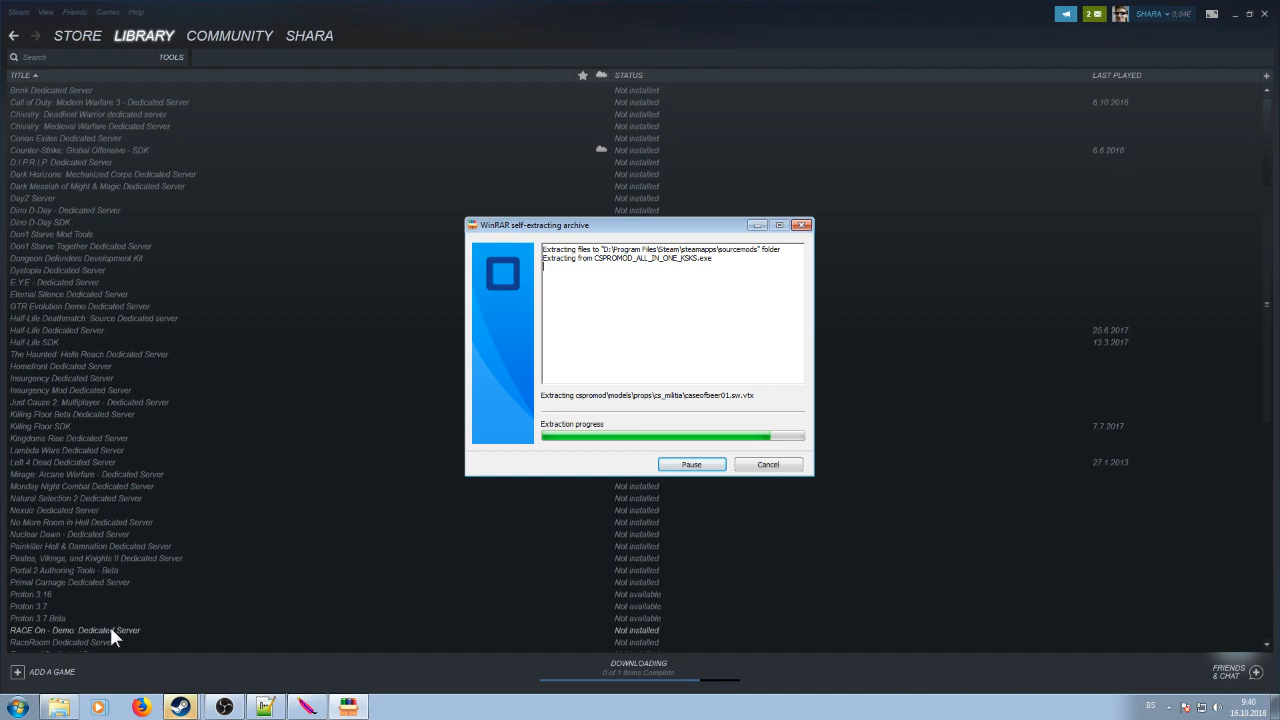 Steam View Friends Games Help
2 SHARA 0,04€
STORE LIBRARY COMMUNITY SHARA
Search TOOLS
TITLE STATUS LAST PLAYED
Brink Dedicated Server Not installed
Call of Duty: Modern Warfare 3 - Dedicated Server Not installed 6.10.2018
Chivalry: Deadliest Warrior dedicated server Not installed
Chivalry: Medieval Warfare Dedicated Server Not installed
Conan Exiles Dedicated Server Not installed
Counter-Strike: Global Offensive - SDK Not installed 6.6.2018
D.I.P.R.I.P. Dedicated Server Not installed
Dark Horizons: Mechanized Corps Dedicated Server Not installed
Dark Messiah of Might & Magic Dedicated Server Not installed
DayZ Server Not installed
Dino D-Day - Dedicated Server Not installed
Dino D-Day SDK
Don't Starve Mod Tools
Don't Starve Together Dedicated Server
Dungeon Defenders Development Kit
Dystopia Dedicated Server
E.Y.E - Dedicated Server
Eternal Silence Dedicated Server
GTR Evolution Demo Dedicated Server
Half-Life Deathmatch: Source Dedicated server
Half-Life Dedicated Server 25.6.2017
Half-Life SDK 13.3.2017
The Haunted: Hells Reach Dedicated Server
Homefront Dedicated Server
Insurgency Dedicated Server
Insurgency Mod Dedicated Server
Just Cause 2: Multiplayer - Dedicated Server
Killing Floor Beta Dedicated Server
Killing Floor SDK 7.7.2017
Kingdoms Rise Dedicated Server
Lambda Wars Dedicated Server
Left 4 Dead Dedicated Server 27.1.2013
Mirage: Arcane Warfare - Dedicated Server
Monday Night Combat Dedicated Server Not installed
Natural Selection 2 Dedicated Server Not installed
Nexuiz Dedicated Server Not installed
No More Room in Hell Dedicated Server Not installed
Nuclear Dawn - Dedicated Server Not installed
Painkiller Hell & Damnation Dedicated Server Not installed
Pirates, Vikings, and Knights II Dedicated Server Not installed
Portal 2 Authoring Tools - Beta Not installed
Primal Carnage Dedicated Server Not installed
Proton 3.16 Not available
Proton 3.7 Not available
Proton 3.7 Beta Not available
RACE On - Demo: Dedicated Server Not installed
RaceRoom Dedicated Server Not installed
WinRAR self-extracting archive
Extracting files to "D:\Program Files\Steam\steamapps\sourcemods" folder
Extracting from CSPROMOD_ALL_IN_ONE_KSKS.exe
Extracting cspromod\models\props\cs_militia\caseofbeer01.sw.vtx
Extraction progress
Pause Cancel
ADD A GAME
DOWNLOADING
0 of 1 Items Complete
FRIENDS
& CHAT
BS
9:40
16.10.2018